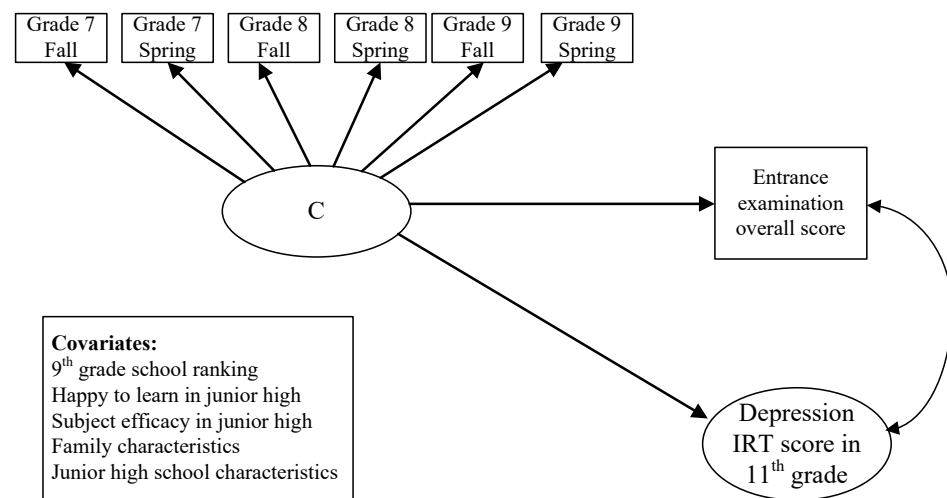 Grade 7
Fall
Grade 7
Spring
Grade 8
Fall
Grade 8
Spring
Grade 9
Fall
Grade 9
Spring
C
Entrance
examination
overall score
Covariates:
9th grade school ranking
Happy to learn in junior high
Subject efficacy in junior high
Family characteristics
Junior high school characteristics
Depression
IRT score in
11th grade